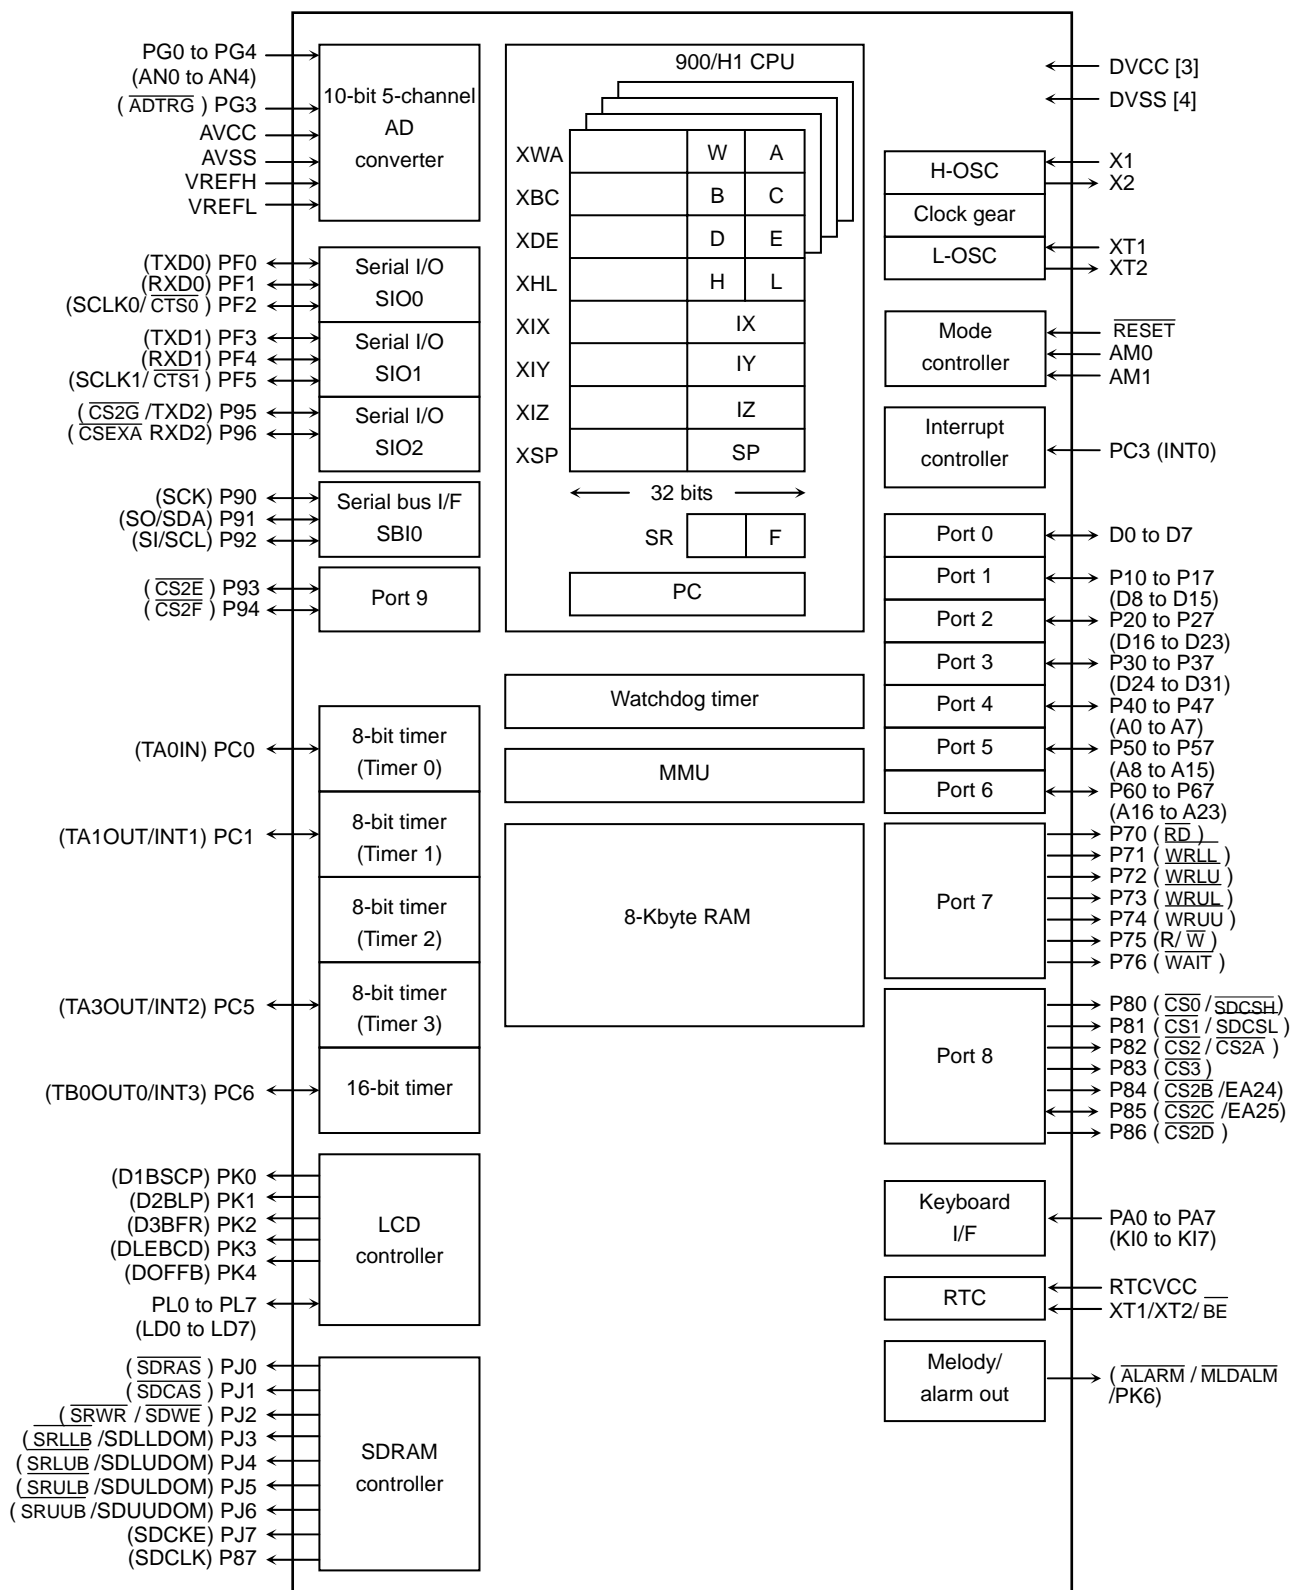 PG0 to PG4
(AN0 to AN4)
( ADTRG ) PG3
AVCC
AVSS
VREFH
VREFL
10-bit 5-channel
AD
converter
(TXD0) PF0
(RXD0) PF1
(SCLK0/ CTS0 ) PF2
Serial I/O
SIO0
(TXD1) PF3
(RXD1) PF4
(SCLK1/ CTS1 ) PF5
Serial I/O
SIO1
( CS2G /TXD2) P95
( CSEXA RXD2) P96
Serial I/O
SIO2
(SCK) P90
(SO/SDA) P91
(SI/SCL) P92
Serial bus I/F
SBI0
( CS2E ) P93
( CS2F ) P94
Port 9
(TA0IN) PC0
8-bit timer
(Timer 0)
(TA1OUT/INT1) PC1
8-bit timer
(Timer 1)
8-bit timer
(Timer 2)
(TA3OUT/INT2) PC5
8-bit timer
(Timer 3)
(TB0OUT0/INT3) PC6
16-bit timer
(D1BSCP) PK0
(D2BLP) PK1
(D3BFR) PK2
(DLEBCD) PK3
(DOFFB) PK4
PL0 to PL7
(LD0 to LD7)
LCD
controller
( SDRAS ) PJ0
( SDCAS ) PJ1
( SRWR / SDWE ) PJ2
( SRLLB /SDLLDOM) PJ3
( SRLUB /SDLUDOM) PJ4
( SRULB /SDULDOM) PJ5
( SRUUB /SDUUDOM) PJ6
(SDCKE) PJ7
(SDCLK) P87
SDRAM
controller
900/H1 CPU
XWA W A
XBC B C
XDE D E
XHL H L
XIX IX
XIY IY
XIZ IZ
XSP SP
32 bits
SR F
PC
Watchdog timer
MMU
8-Kbyte RAM
DVCC [3]
DVSS [4]
H-OSC
Clock gear
L-OSC
X1
X2
XT1
XT2
Mode
controller
RESET
AM0
AM1
Interrupt
controller
PC3 (INT0)
Port 0
D0 to D7
Port 1
P10 to P17
(D8 to D15)
Port 2
P20 to P27
(D16 to D23)
Port 3
P30 to P37
(D24 to D31)
Port 4
P40 to P47
(A0 to A7)
Port 5
P50 to P57
(A8 to A15)
Port 6
P60 to P67
(A16 to A23)
Port 7
P70 ( RD )
P71 ( WRLL )
P72 ( WRLU )
P73 ( WRUL )
P74 ( WRUU )
P75 (R/ W )
P76 ( WAIT )
Port 8
P80 ( CS0 / SDCSH)
P81 ( CS1 / SDCSL )
P82 ( CS2 / CS2A )
P83 ( CS3 )
P84 ( CS2B /EA24)
P85 ( CS2C /EA25)
P86 ( CS2D )
Keyboard
I/F
PA0 to PA7
(KI0 to KI7)
RTC
RTCVCC
XT1/XT2/ BE
Melody/
alarm out
( ALARM / MLDALM
/PK6)